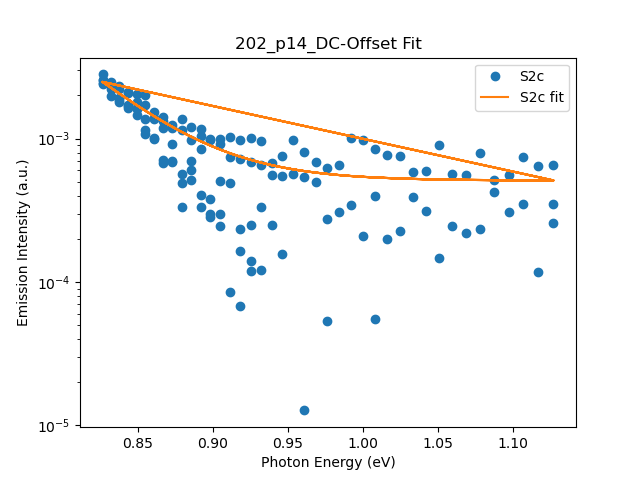 202_p14_DC-Offset Fit
S2c
S2c fit
10⁻³
10⁻⁴
10⁻⁵
Emission Intensity (a.u.)
0.85 0.90 0.95 1.00 1.05 1.10
Photon Energy (eV)